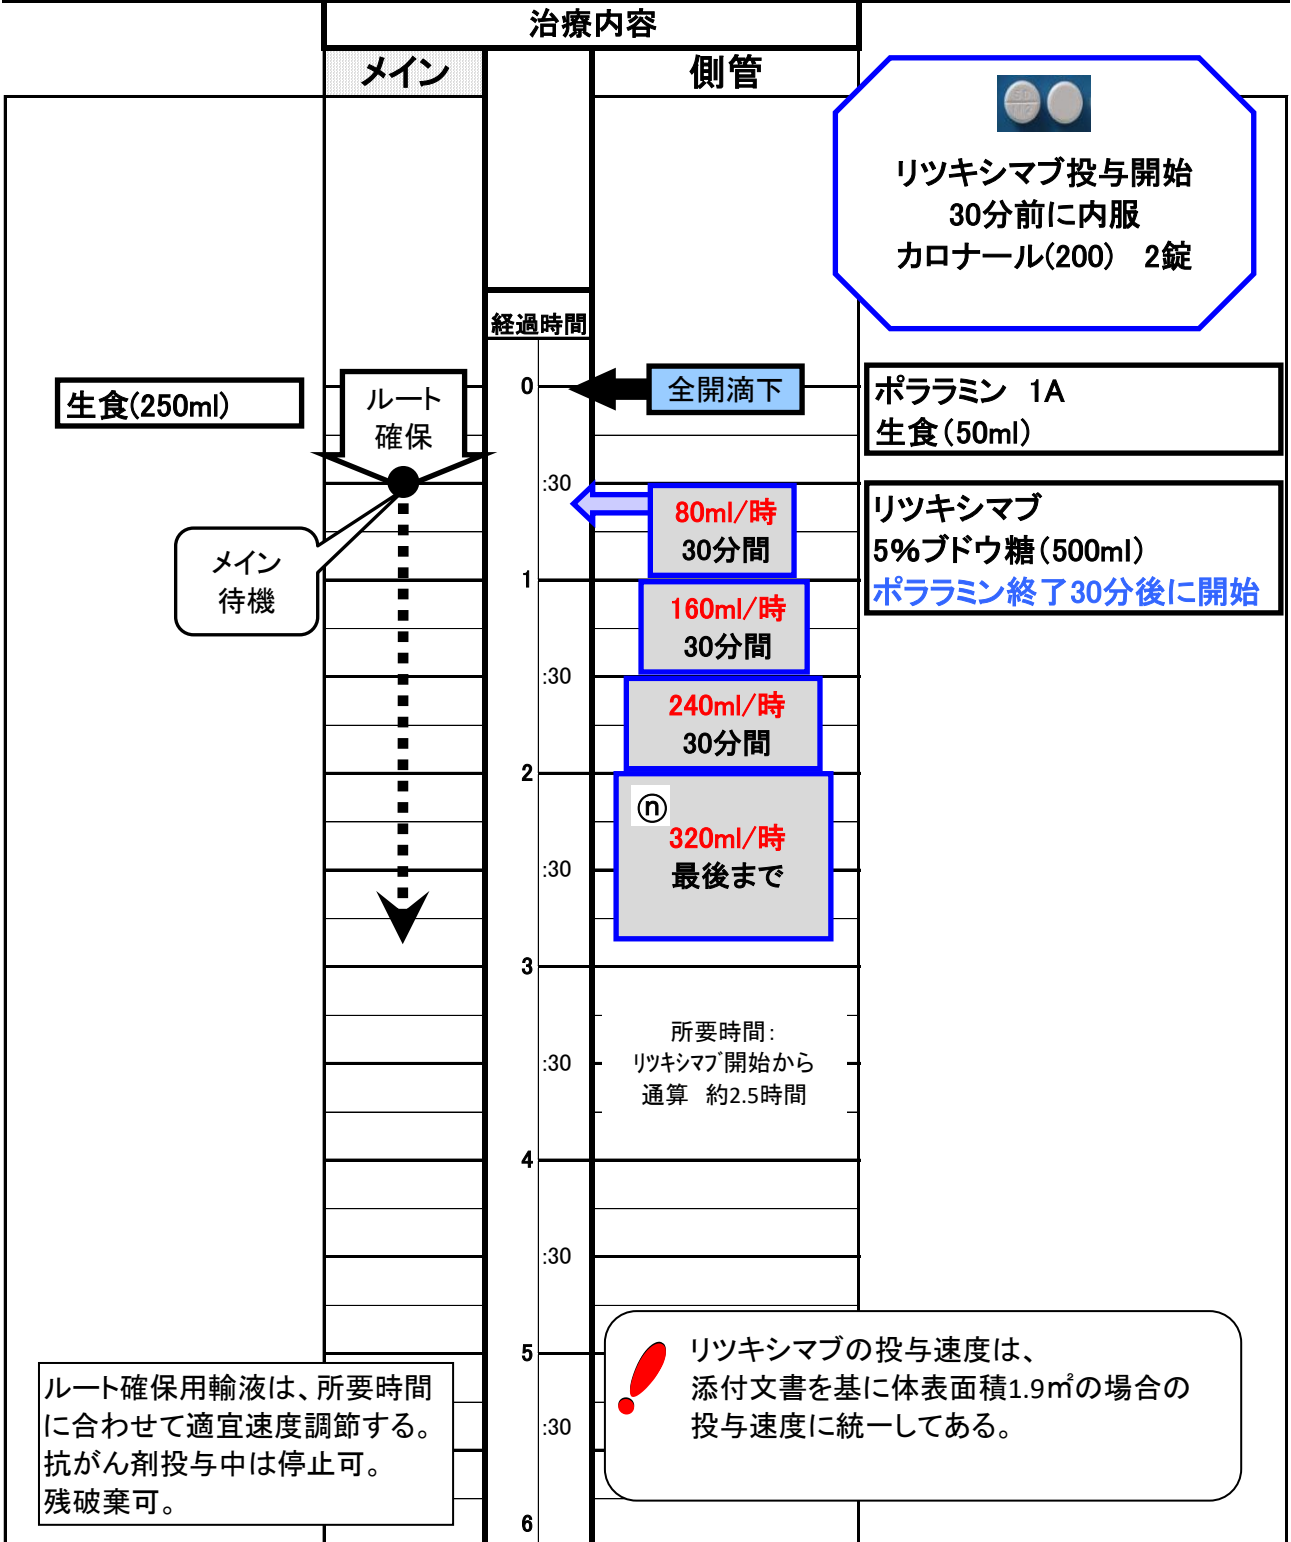 治療内容
メイン
側管
リツキシマブ投与開始
30分前に内服
カロナール(200)　2錠
経過時間
0
全開滴下
生食(250ml)
ルート
確保
ポララミン　1A
生食(50ml)
:30
リツキシマブ
5%ブドウ糖(500ml)
ポララミン終了30分後に開始
80ml/時
30分間
メイン
待機
1
160ml/時
30分間
:30
240ml/時
30分間
2
ⓝ
320ml/時
最後まで
:30
3
所要時間:
ﾘﾂｷｼﾏﾌﾞ開始から
通算　約2.5時間
:30
4
:30
5
リツキシマブの投与速度は、
添付文書を基に体表面積1.9㎡の場合の
投与速度に統一してある。
ルート確保用輸液は、所要時間
に合わせて適宜速度調節する。
抗がん剤投与中は停止可。
残破棄可。
:30
6